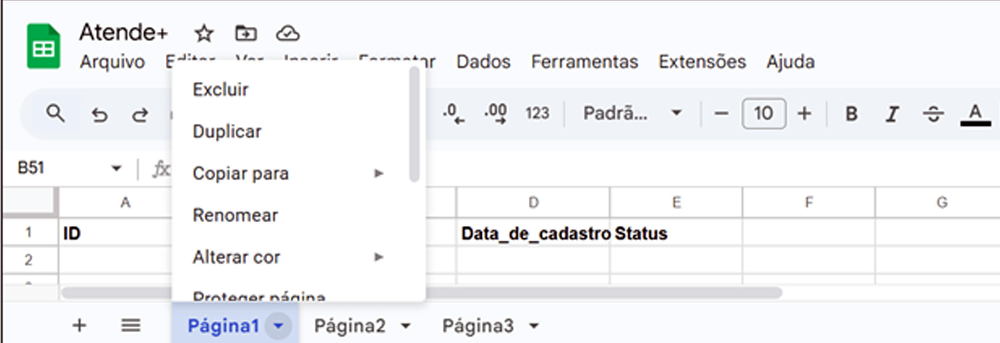 Atende+
Arquivo Editar Ver Inserir Formatar Dados Ferramentas Extensões Ajuda
Excluir
.0 .00 123 Padrã... − 10 + B I S A
Duplicar
B51 fx
Copiar para
A D E F G
Renomear
1 ID Data_de_cadastro Status
2
Alterar cor
Proteger página
+ Página1 Página2 Página3